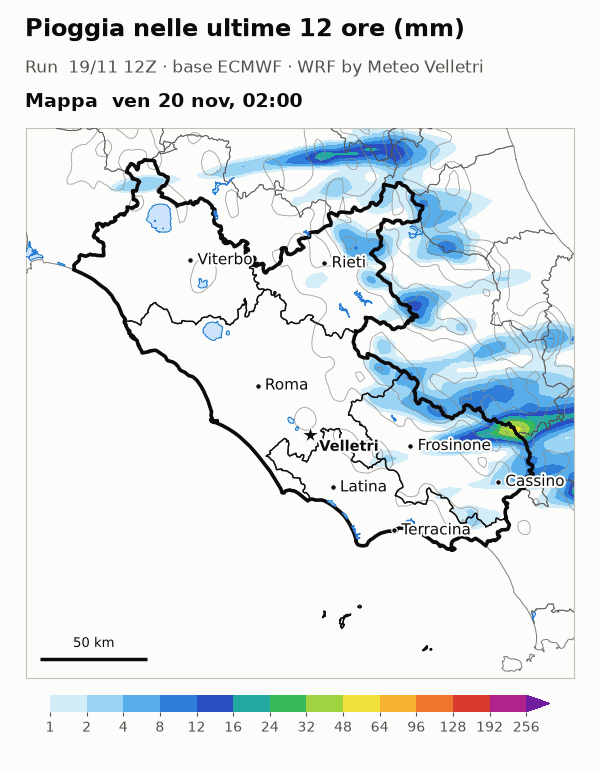 Pioggia nelle ultime 12 ore (mm)
Run  19/11 12Z · base ECMWF · WRF by Meteo Velletri
Mappa  ven 20 nov, 02:00
Viterbo
Rieti
Roma
Velletri
Frosinone
Latina
Cassino
Terracina
50 km
1 2 4 8 12 16 24 32 48 64 96 128 192 256